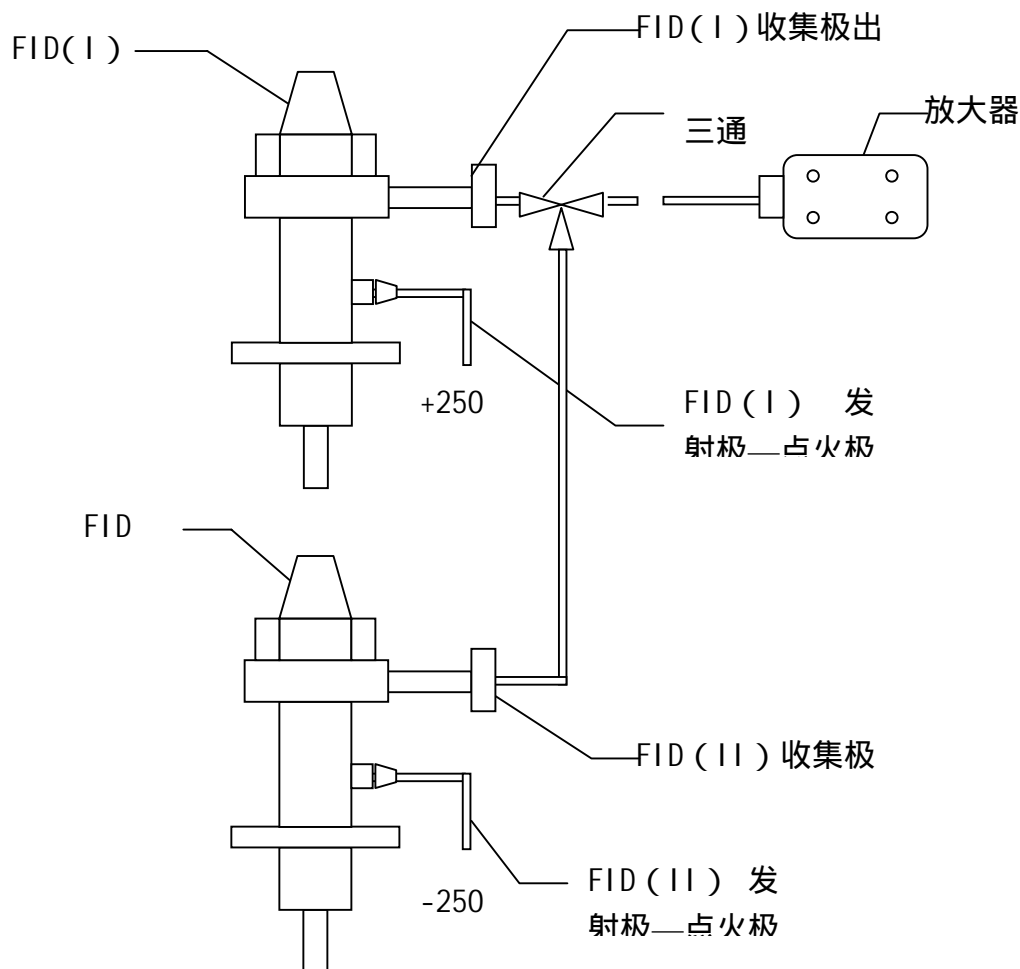 FID(I)
FID(I)收集极出
三通
放大器
+250
FID(I) 发
射极—点火极
FID
FID(II)收集极
-250
FID(II) 发
射极—点火极